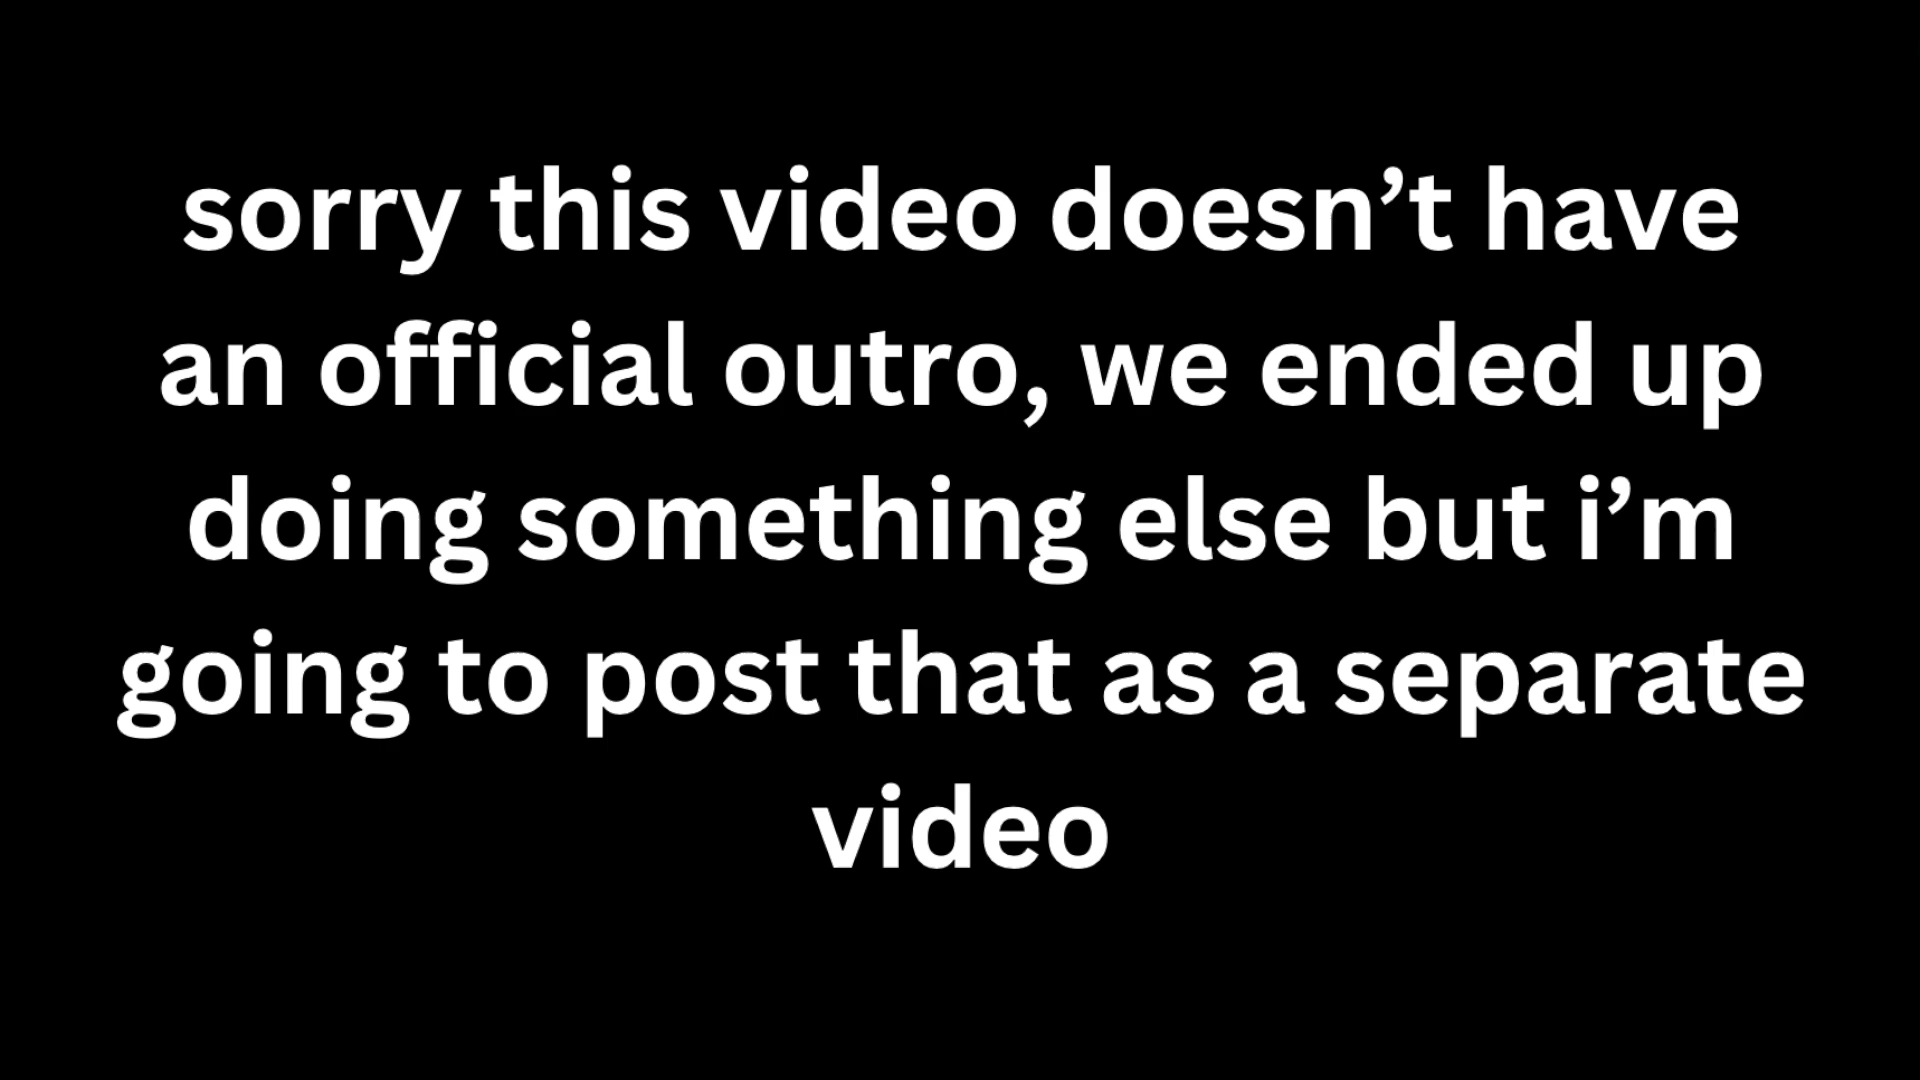 sorry this video doesn’t have
an official outro, we ended up
doing something else but i’m
going to post that as a separate
video